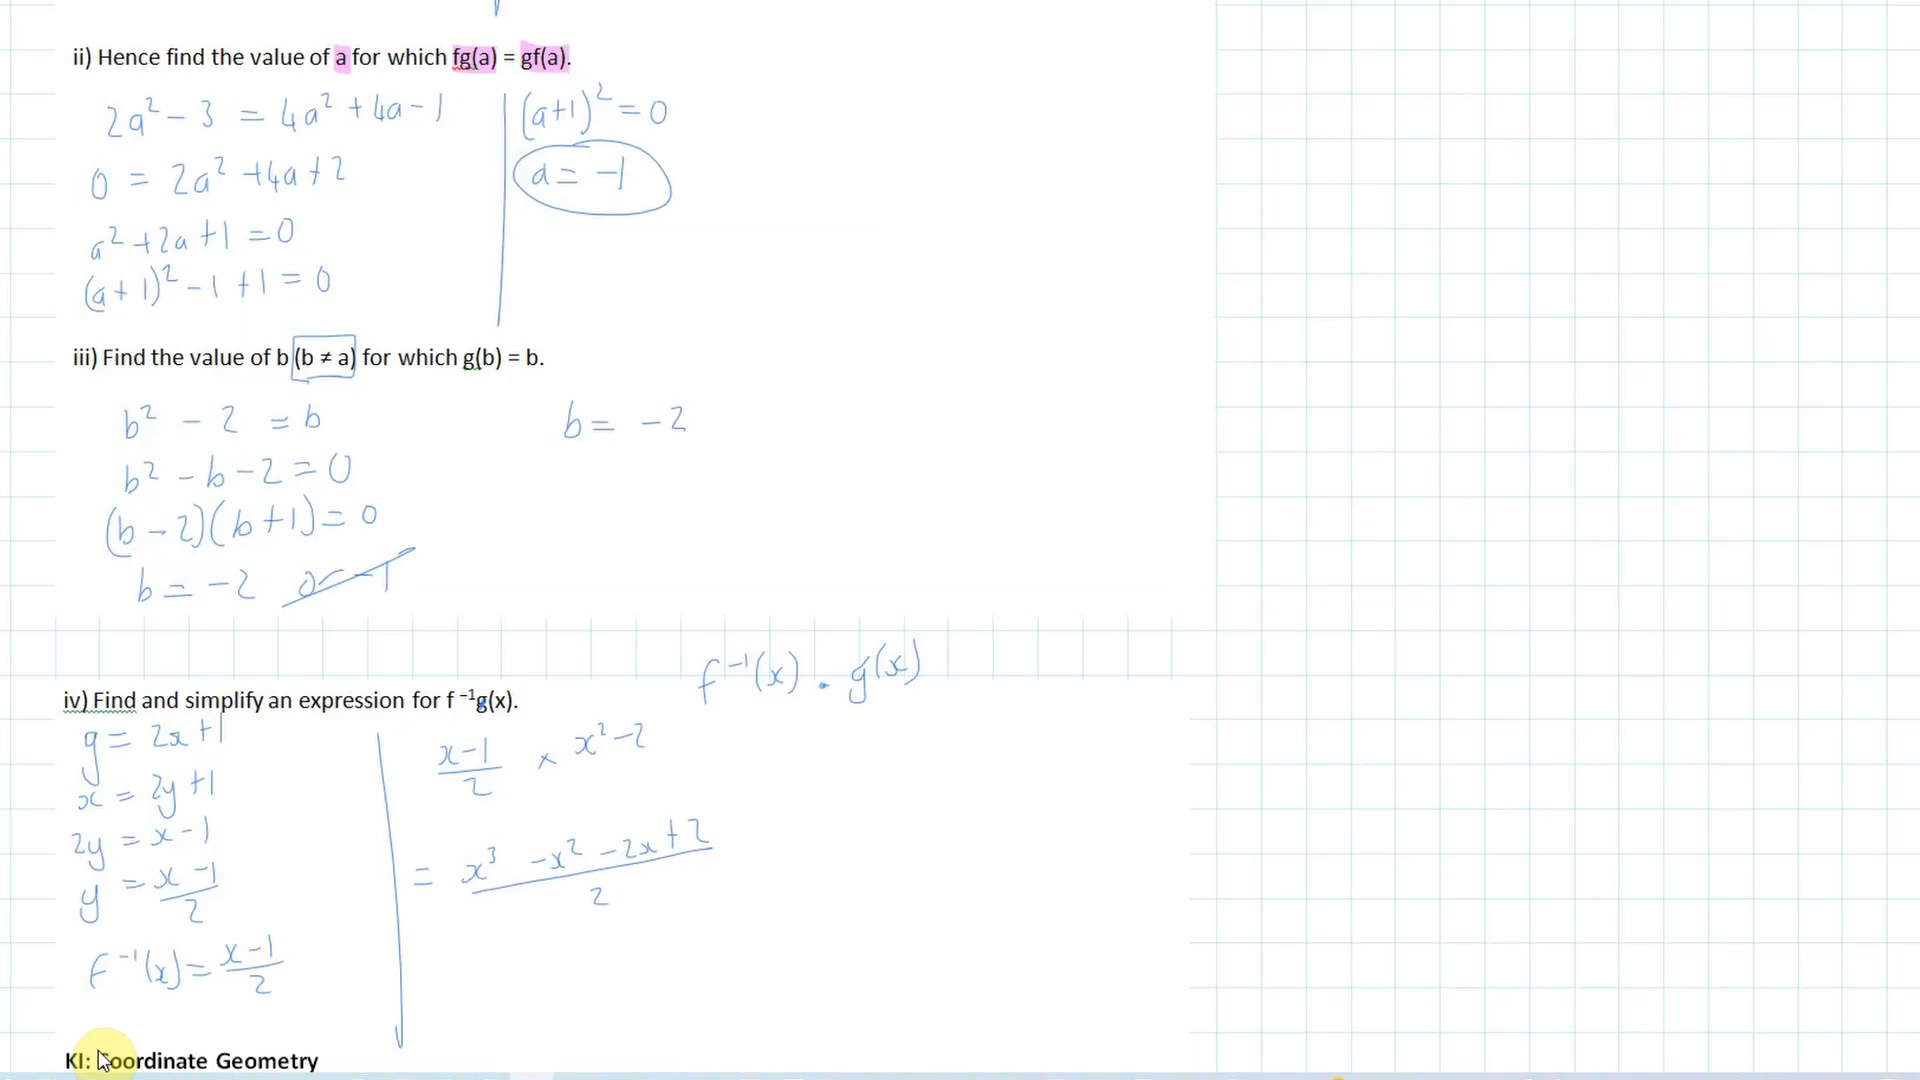 ii) Hence find the value of a for which fg(a) = gf(a).
2a² - 3 = 4a² + 4a - 1
0 = 2a² + 4a + 2
a² + 2a + 1 = 0
(a + 1)² - 1 + 1 = 0
(a+1)² = 0
a = -1
iii) Find the value of b (b ≠ a) for which g(b) = b.
b² - 2 = b
b² - b - 2 = 0
(b - 2)(b + 1) = 0
b = -2 or -1
b = -2
f⁻¹(x) . g(x)
iv) Find and simplify an expression for f ⁻¹g(x).
y = 2x + 1
x = 2y + 1
2y = x - 1
y = x - 1 / 2
f⁻¹(x) = x - 1 / 2
x - 1 / 2 × x² - 2
= x³ - x² - 2x + 2 / 2
KI: Coordinate Geometry